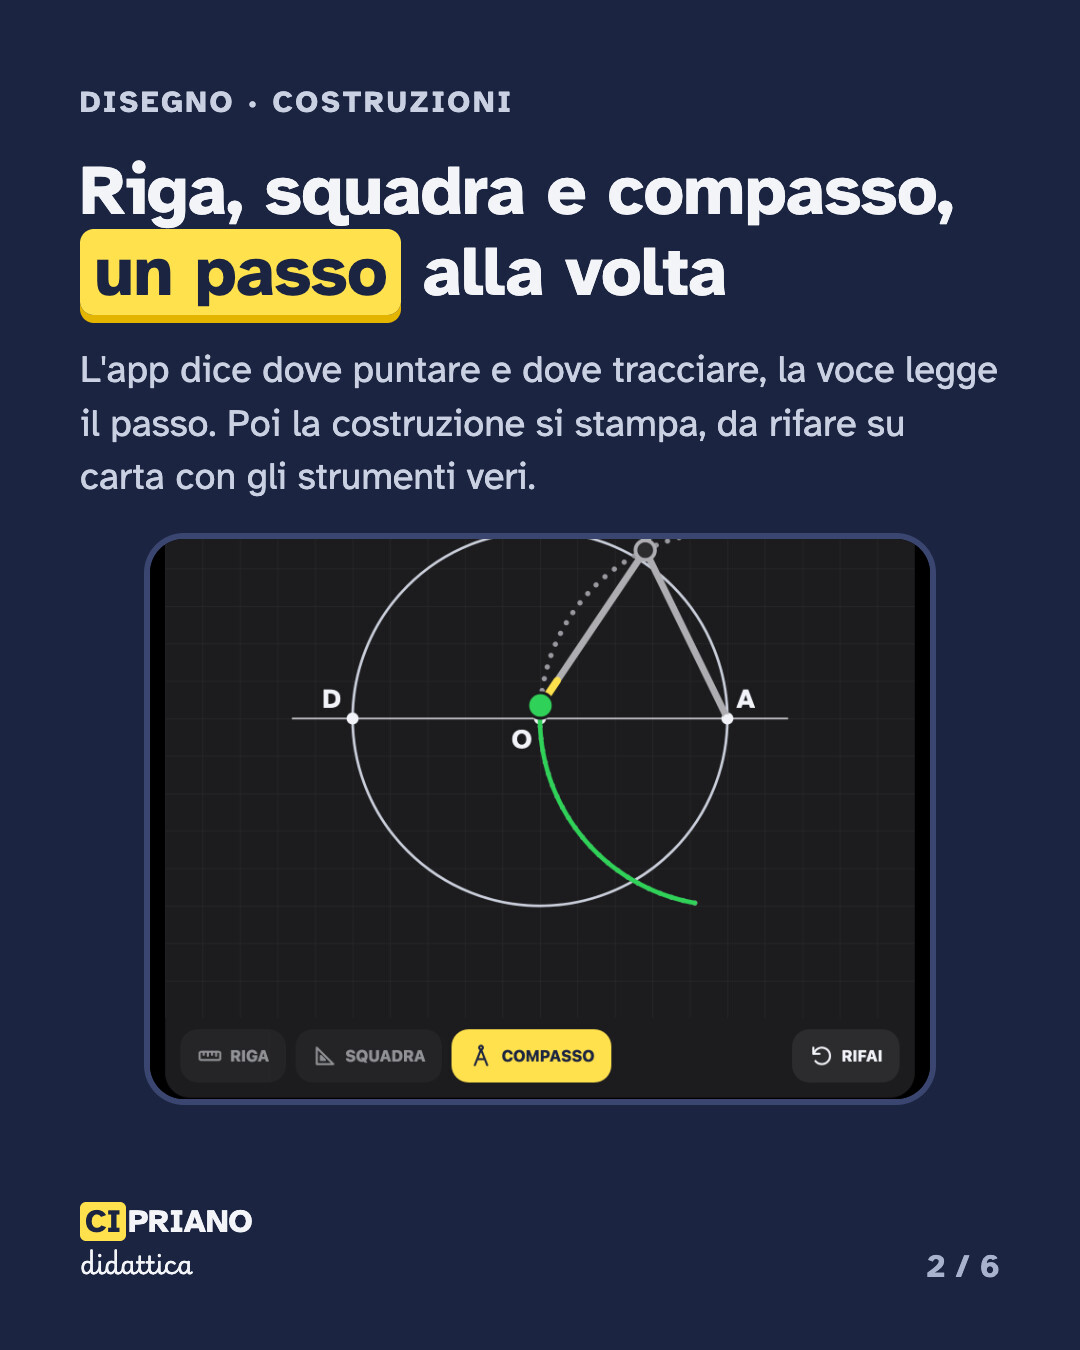 DISEGNO · COSTRUZIONI
Riga, squadra e compasso,
un passo alla volta
L'app dice dove puntare e dove tracciare, la voce legge
il passo. Poi la costruzione si stampa, da rifare su
carta con gli strumenti veri.
D
A
O
RIGA
SQUADRA
COMPASSO
RIFAI
CIPRIANO
didattica
2 / 6